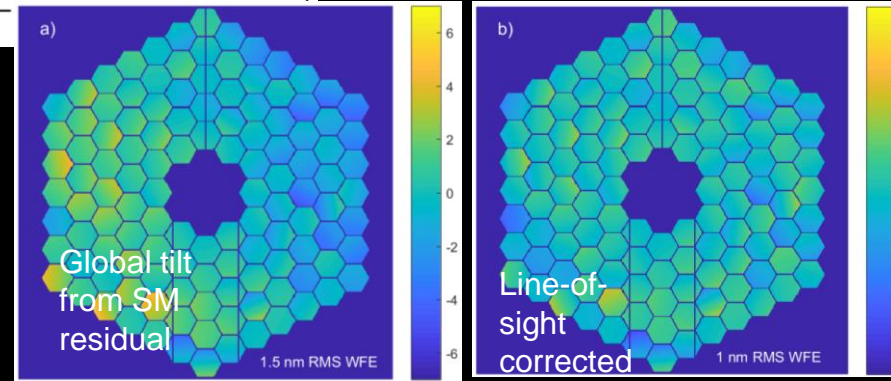 a)
Global tilt
from SM
residual
1.5 nm RMS WFE
6
4
2
0
-2
-4
-6
b)
Line-of-
sight
corrected
1 nm RMS WFE